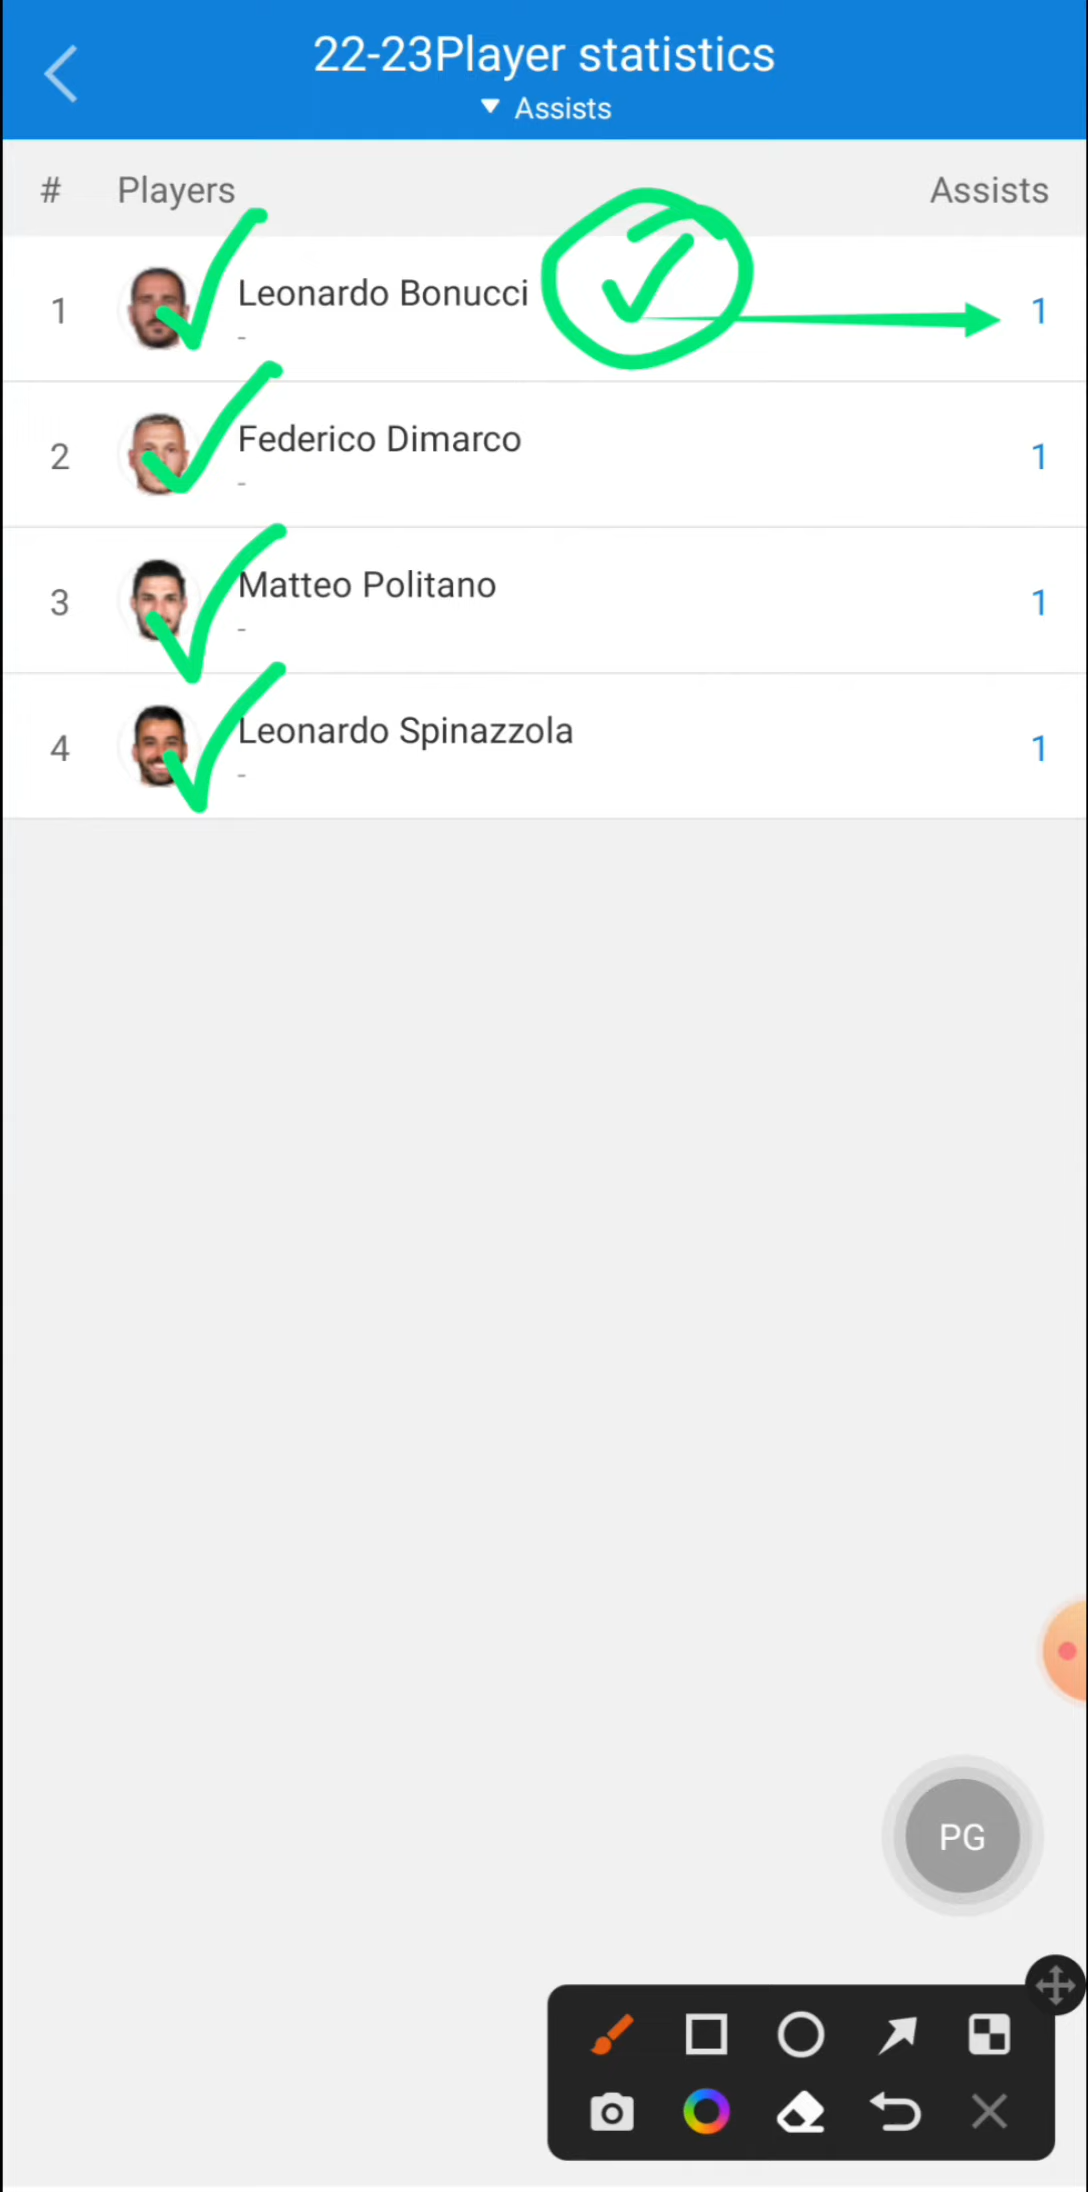 22-23Player statistics
Assists
# Players Assists
1 Leonardo Bonucci 1
-
2 Federico Dimarco 1
-
3 Matteo Politano 1
-
4 Leonardo Spinazzola 1
-
PG